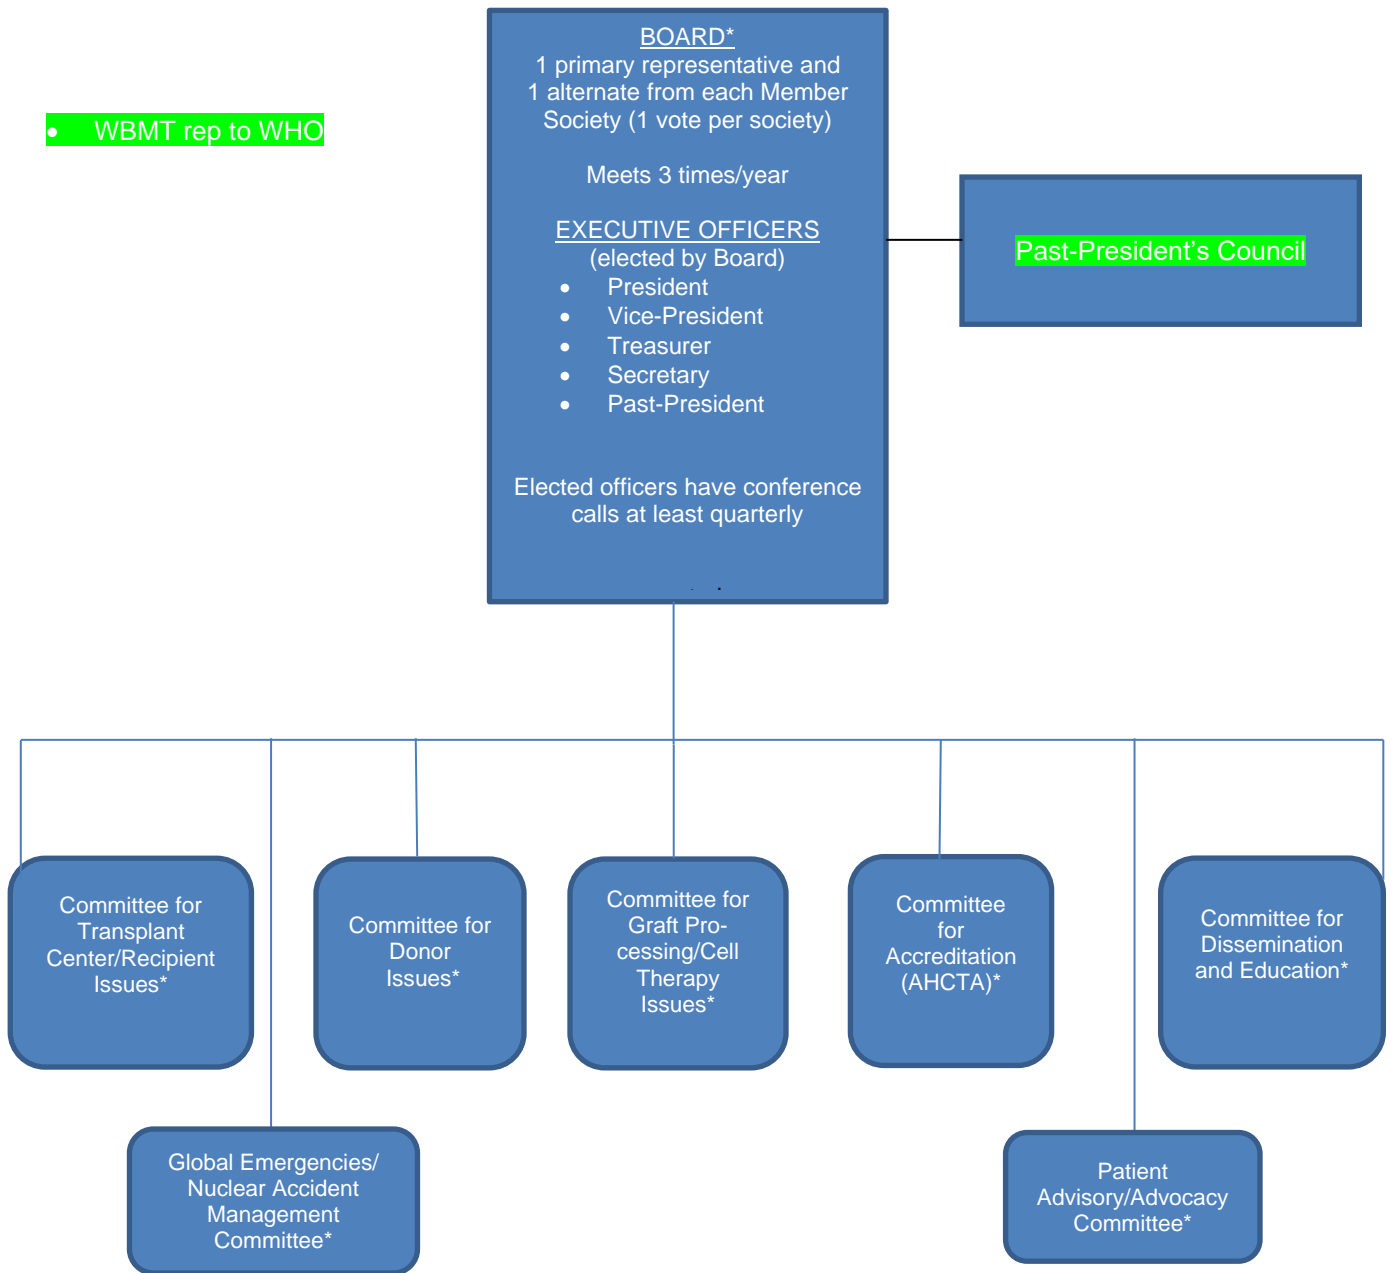 BOARD*
1 primary representative and
1 alternate from each Member
Society (1 vote per society)
Meets 3 times/year
EXECUTIVE OFFICERS
(elected by Board)
• President
• Vice-President
• Treasurer
• Secretary
• Past-President
Elected officers have conference
calls at least quarterly
• WBMT rep to WHO
Past-President’s Council
Committee for
Transplant
Center/Recipient
Issues*
Committee for
Donor
Issues*
Committee for
Graft Pro-
cessing/Cell
Therapy
Issues*
Committee
for
Accreditation
(AHCTA)*
Committee for
Dissemination
and Education*
Global Emergencies/
Nuclear Accident
Management
Committee*
Patient
Advisory/Advocacy
Committee*